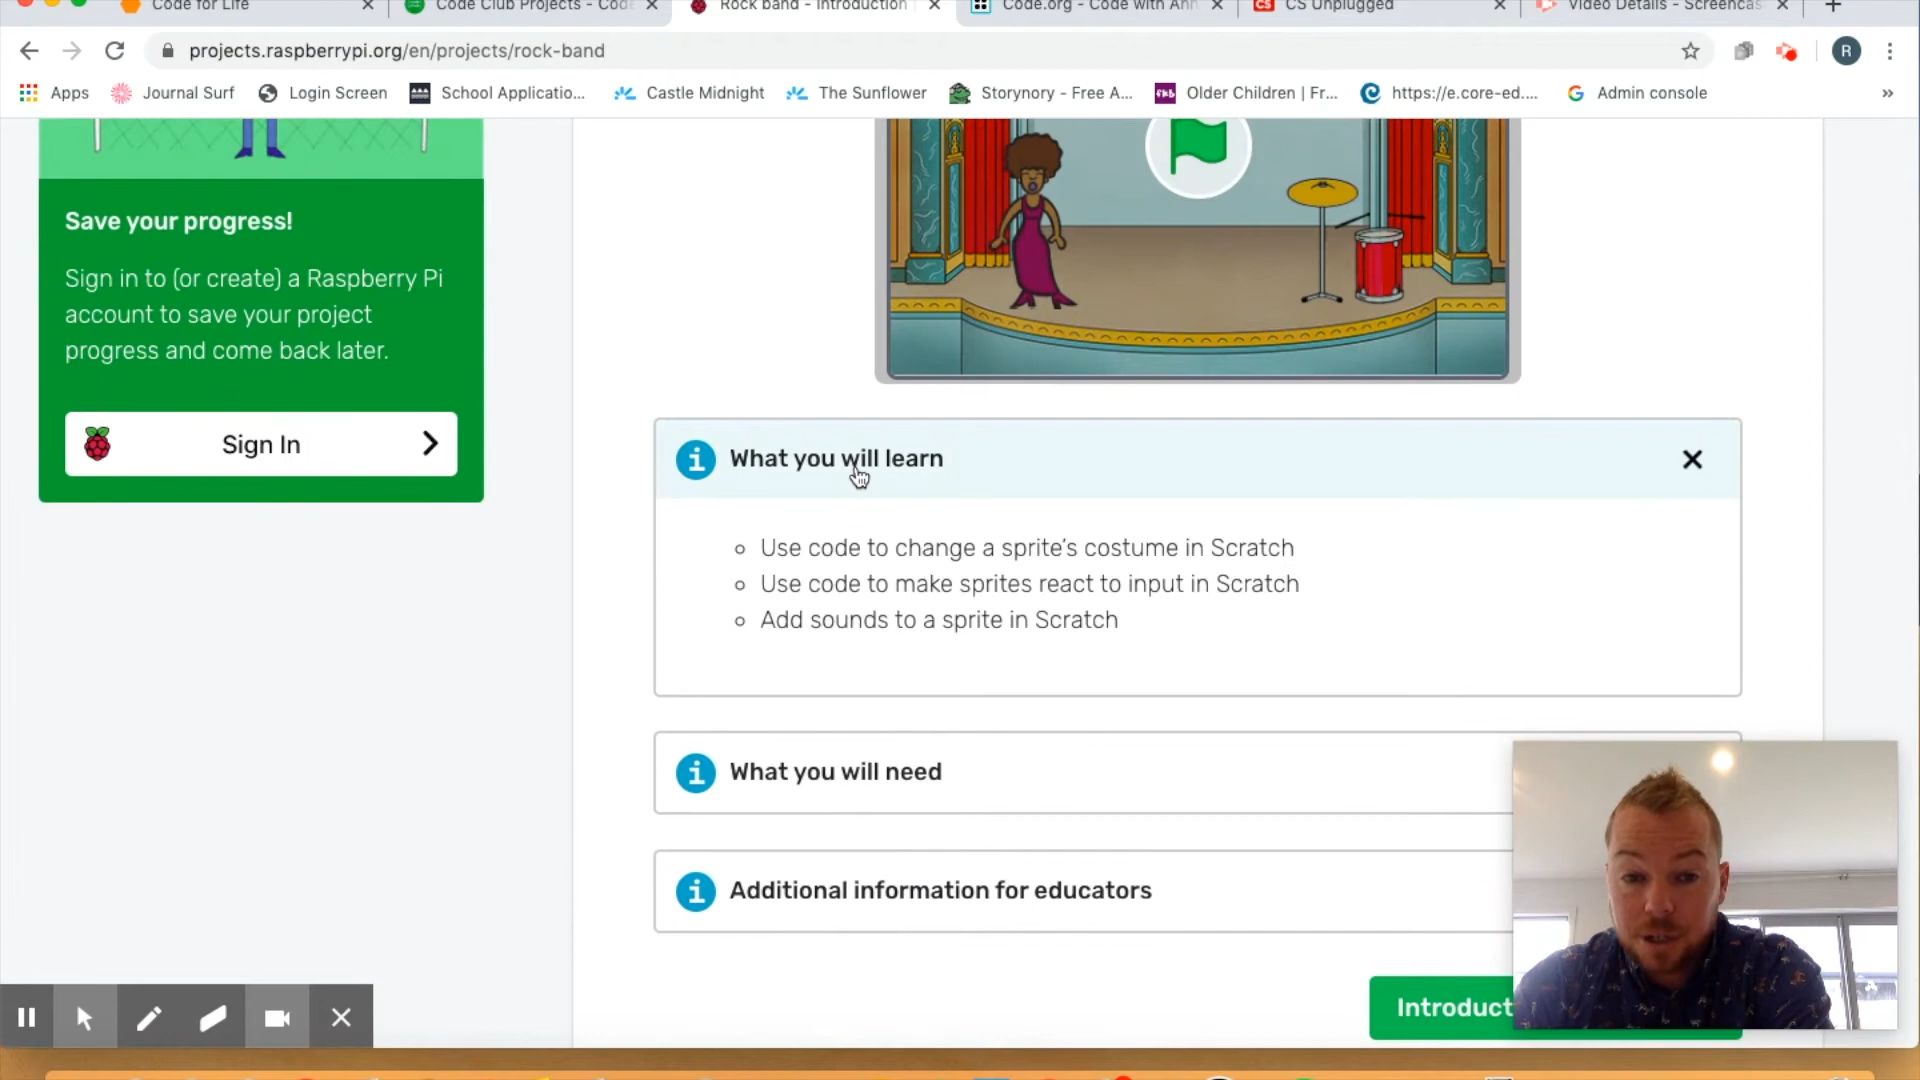 Code for Life
Code Club Projects - Code
Rock band - Introduction
Code.org - Code with Ann
CS Unplugged
Video Details - Screencas
projects.raspberrypi.org/en/projects/rock-band
R
Apps
Journal Surf
Login Screen
School Applicatio...
Castle Midnight
The Sunflower
Storynory - Free A...
Older Children | Fr...
https://e.core-ed....
Admin console
Save your progress!
Sign in to (or create) a Raspberry Pi
account to save your project
progress and come back later.
Sign In
What you will learn
Use code to change a sprite's costume in Scratch
Use code to make sprites react to input in Scratch
Add sounds to a sprite in Scratch
What you will need
Additional information for educators
Introduct